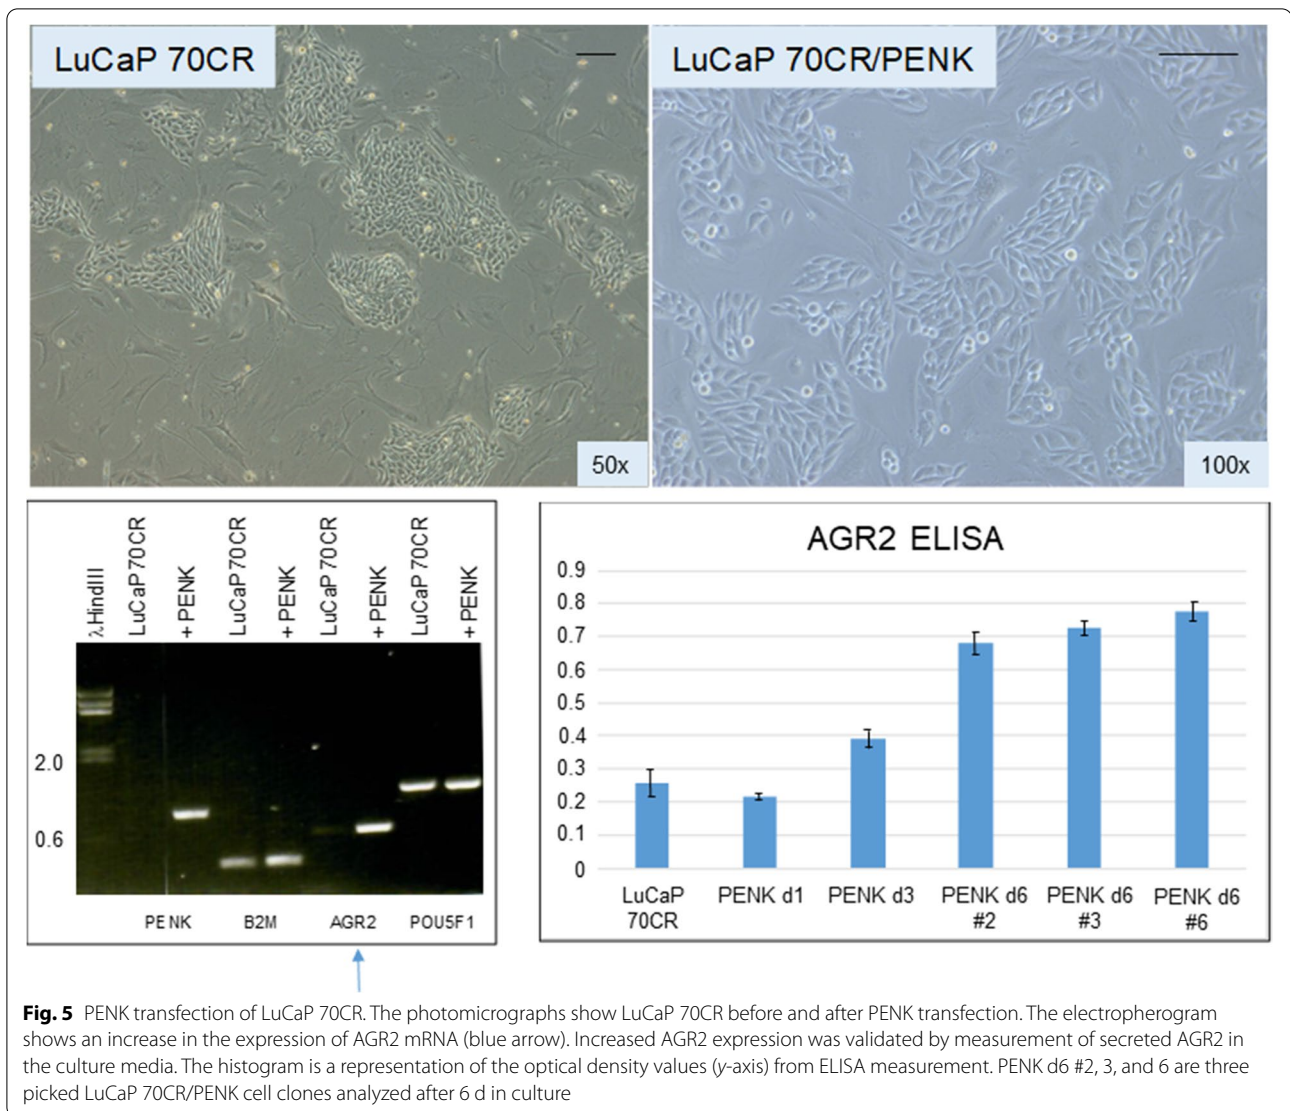 LuCaP 70CR
LuCaP 70CR/PENK
50x
100x
λHindIII
LuCaP 70CR
+ PENK
LuCaP 70CR
+ PENK
LuCaP 70CR
+ PENK
LuCaP 70CR
+ PENK
2.0
0.6
PENK B2M AGR2 POU5F1
AGR2 ELISA
0.9
0.8
0.7
0.6
0.5
0.4
0.3
0.2
0.1
0
LuCaP
70CR
PENK d1
PENK d3
PENK d6
#2
PENK d6
#3
PENK d6
#6
Fig. 5 PENK transfection of LuCaP 70CR. The photomicrographs show LuCaP 70CR before and after PENK transfection. The electropherogram
shows an increase in the expression of AGR2 mRNA (blue arrow). Increased AGR2 expression was validated by measurement of secreted AGR2 in
the culture media. The histogram is a representation of the optical density values (y-axis) from ELISA measurement. PENK d6 #2, 3, and 6 are three
picked LuCaP 70CR/PENK cell clones analyzed after 6 d in culture